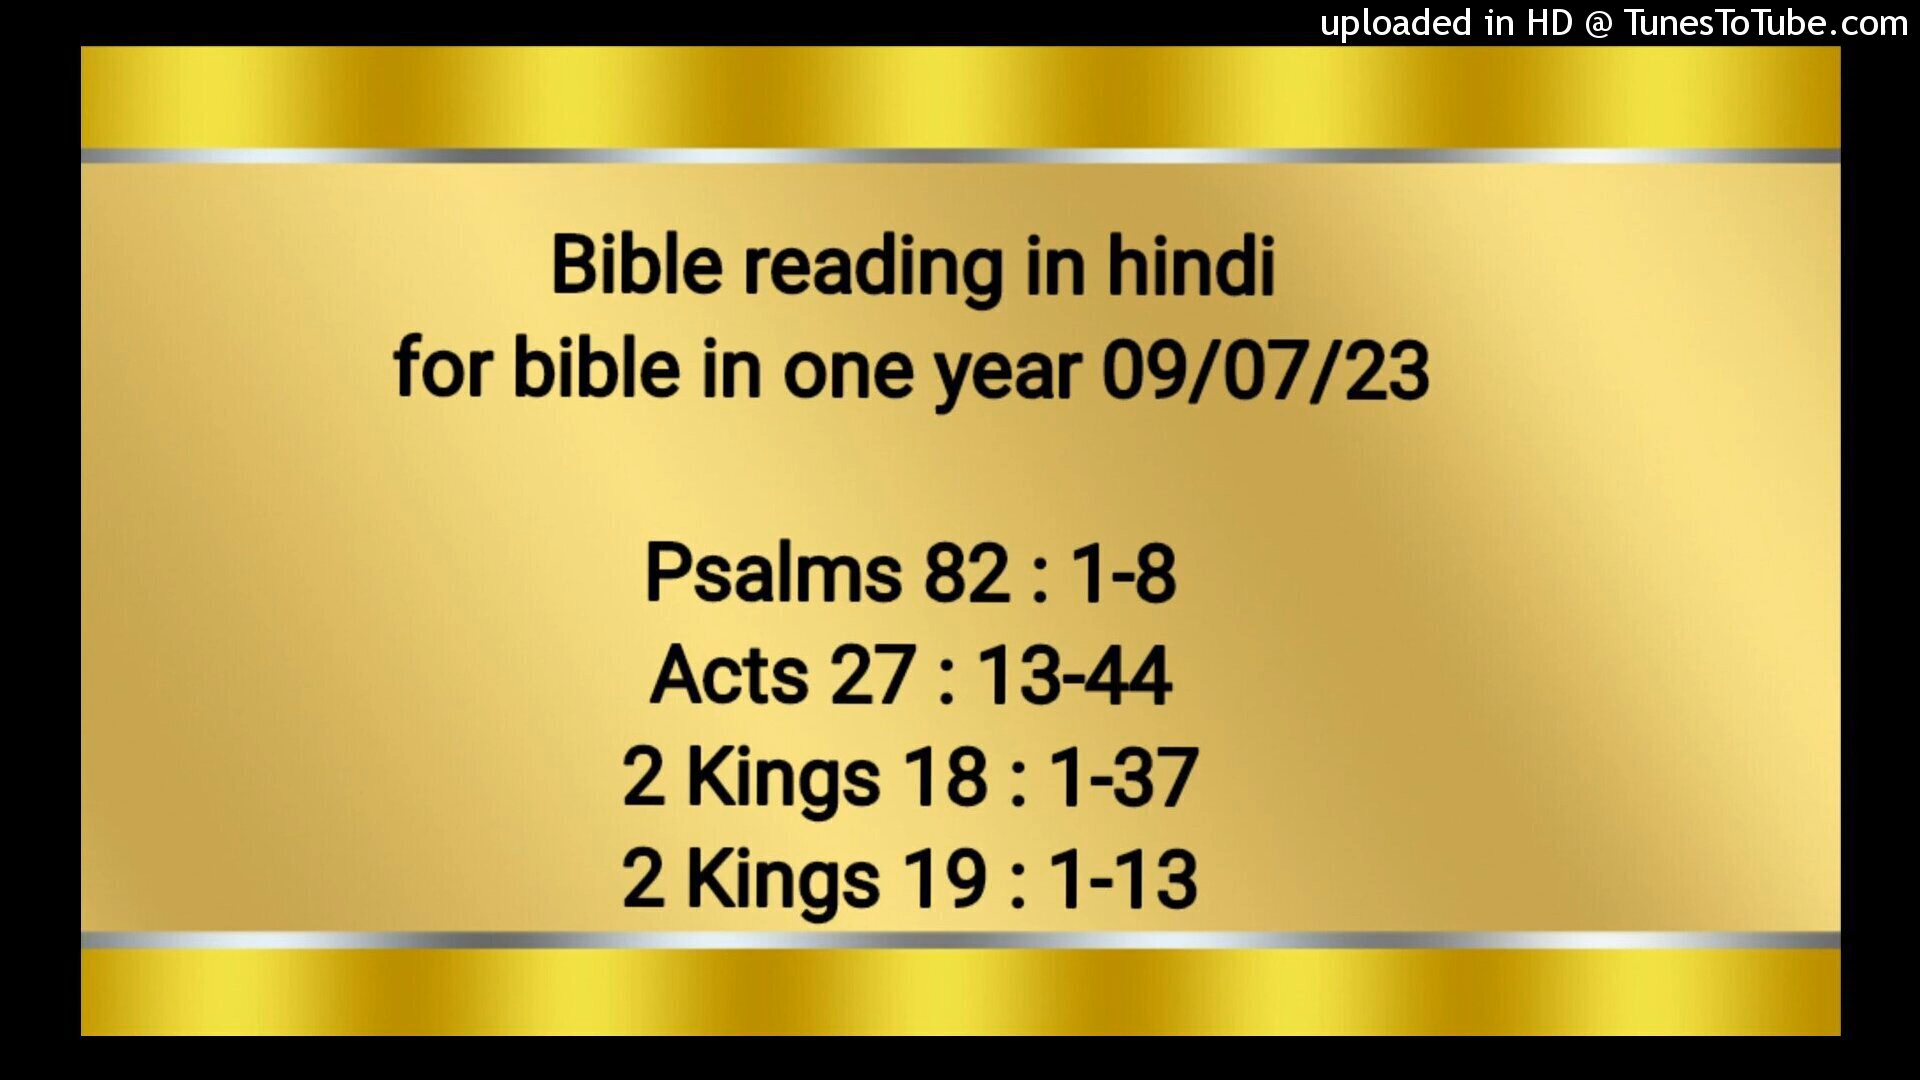 uploaded in HD @ TunesToTube.com
Bible reading in hindi
for bible in one year 09/07/23
Psalms 82 : 1-8
Acts 27 : 13-44
2 Kings 18 : 1-37
2 Kings 19 : 1-13